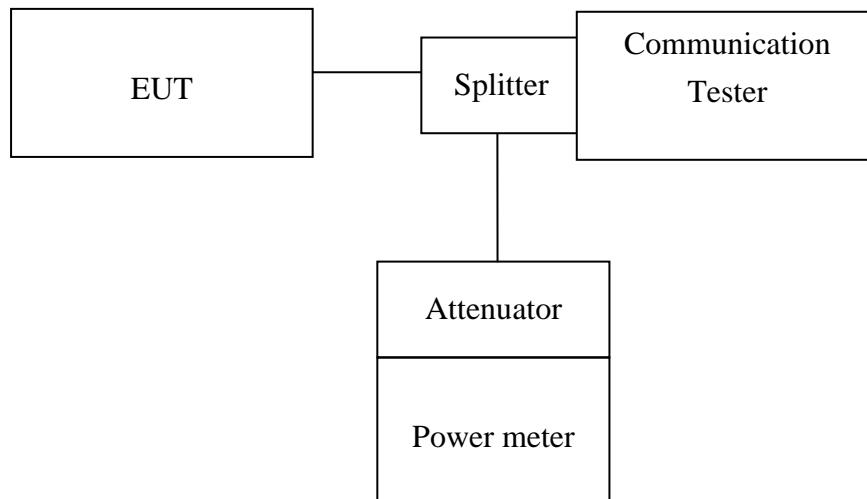 EUT
Splitter
Communication
Tester
Attenuator
Power meter